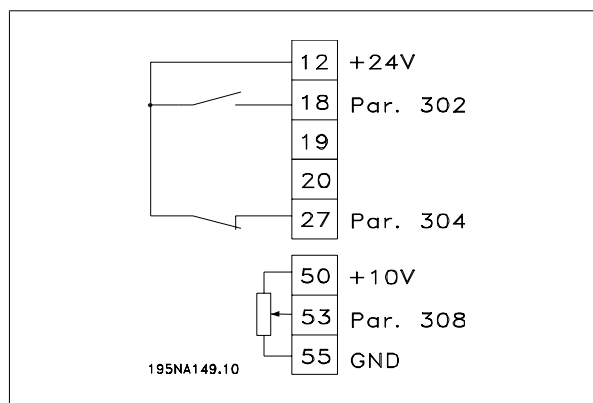 12 +24V
18 Par. 302
19
20
27 Par. 304
50 +10V
53 Par. 308
55 GND
195NA149.10